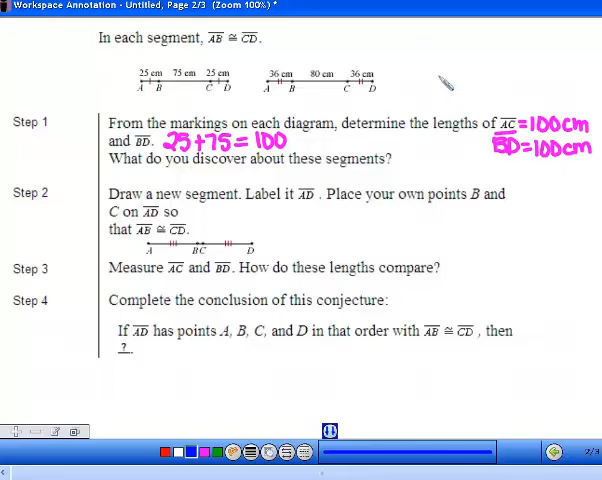 Workspace Annotation - Untitled, Page 2/3 (Zoom 100%) *
In each segment, AB ≅ CD.
25 cm 75 cm 25 cm 36 cm 80 cm 36 cm
A B C D A B C D
Step 1 From the markings on each diagram, determine the lengths of AC =100cm
and BD. 25+75=100 BD=100cm
What do you discover about these segments?
Step 2 Draw a new segment. Label it AD . Place your own points B and
C on AD so
that AB ≅ CD.
A B C D
Step 3 Measure AC and BD. How do these lengths compare?
Step 4 Complete the conclusion of this conjecture:
If AD has points A, B, C, and D in that order with AB ≅ CD , then
?.
2/3